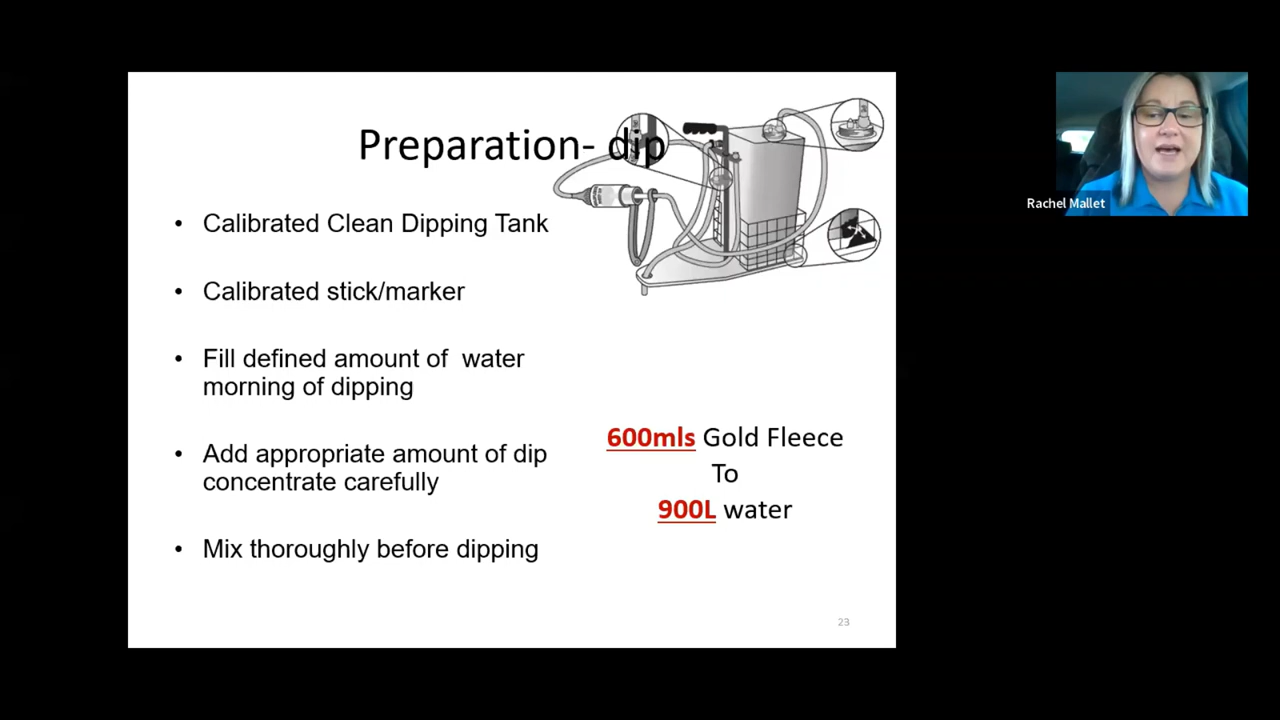 Preparation- dip
• Calibrated Clean Dipping Tank
• Calibrated stick/marker
• Fill defined amount of  water
morning of dipping
• Add appropriate amount of dip
concentrate carefully
• Mix thoroughly before dipping
600mls Gold Fleece
To
900L water
23
Rachel Mallet